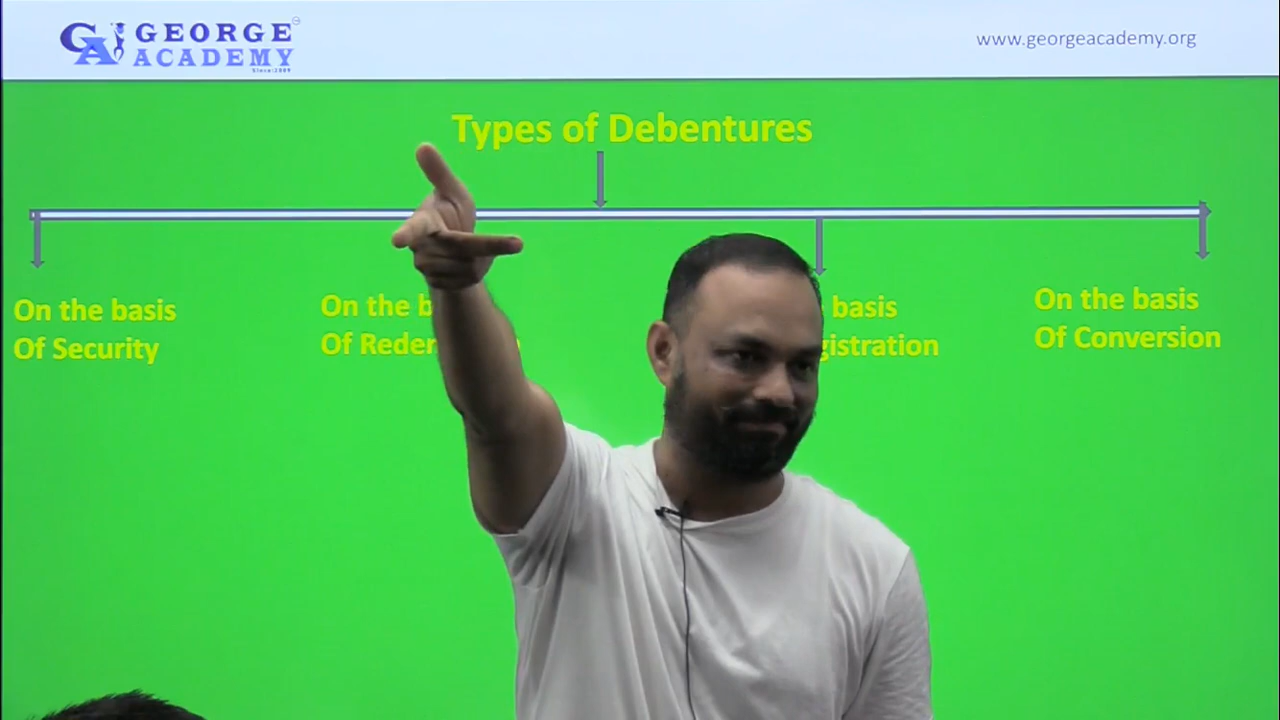 GEORGE
ACADEMY
Since:2009
www.georgeacademy.org
Types of Debentures
On the basis
Of Security
On the b
Of Reder
basis
gistration
On the basis
Of Conversion